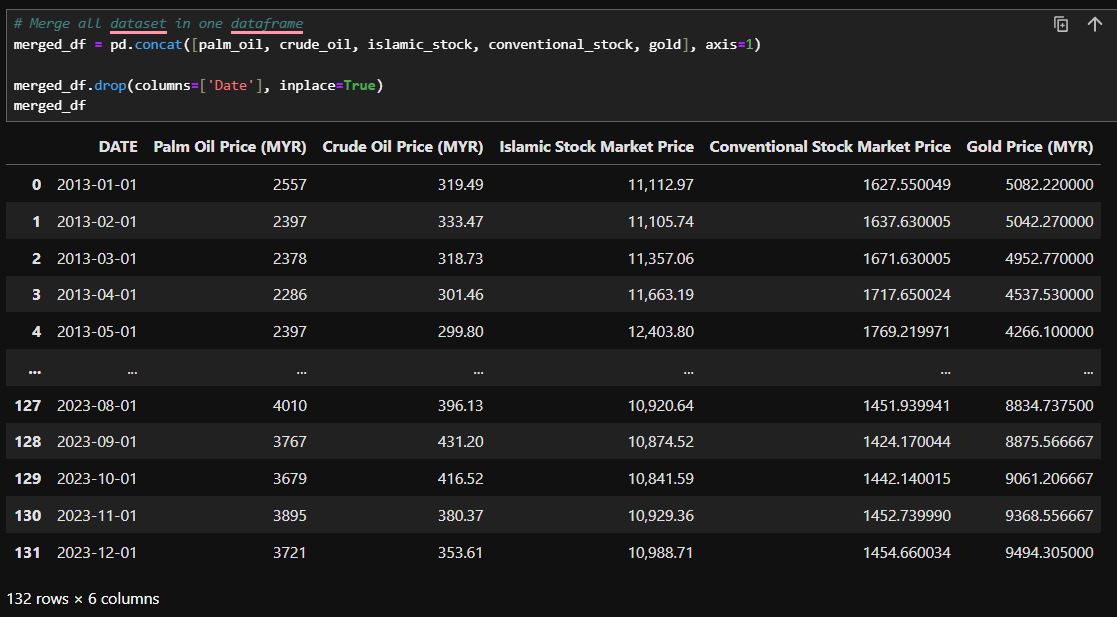 # Merge all dataset in one dataframe
merged_df = pd.concat([palm_oil, crude_oil, islamic_stock, conventional_stock, gold], axis=1)
merged_df.drop(columns=['Date'], inplace=True)
merged_df
DATE Palm Oil Price (MYR) Crude Oil Price (MYR) Islamic Stock Market Price Conventional Stock Market Price Gold Price (MYR)
0 2013-01-01 2557 319.49 11,112.97 1627.550049 5082.220000
1 2013-02-01 2397 333.47 11,105.74 1637.630005 5042.270000
2 2013-03-01 2378 318.73 11,357.06 1671.630005 4952.770000
3 2013-04-01 2286 301.46 11,663.19 1717.650024 4537.530000
4 2013-05-01 2397 299.80 12,403.80 1769.219971 4266.100000
... ... ... ... ... ... ...
127 2023-08-01 4010 396.13 10,920.64 1451.939941 8834.737500
128 2023-09-01 3767 431.20 10,874.52 1424.170044 8875.566667
129 2023-10-01 3679 416.52 10,841.59 1442.140015 9061.206667
130 2023-11-01 3895 380.37 10,929.36 1452.739990 9368.556667
131 2023-12-01 3721 353.61 10,988.71 1454.660034 9494.305000
132 rows × 6 columns